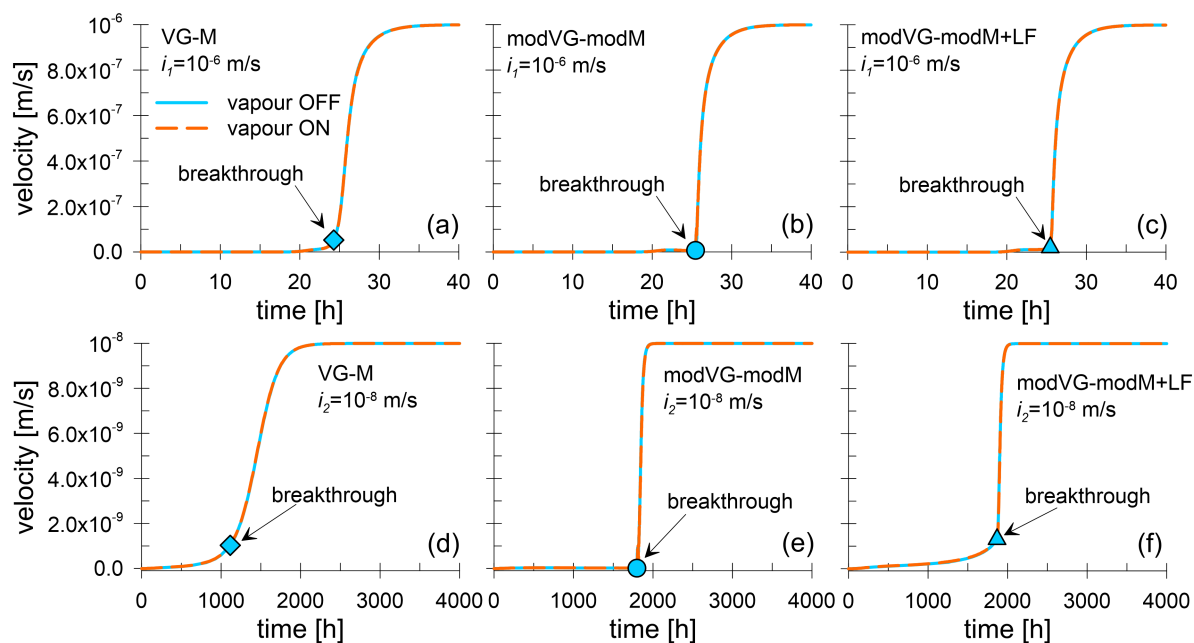 10⁻⁶
8.0x10⁻⁷
6.0x10⁻⁷
4.0x10⁻⁷
2.0x10⁻⁷
0.0
velocity [m/s]
VG-M
i₁=10⁻⁶ m/s
vapour OFF
vapour ON
breakthrough
(a)
0 10 20 30 40
time [h]
modVG-modM
i₁=10⁻⁶ m/s
breakthrough
(b)
0 10 20 30 40
time [h]
modVG-modM+LF
i₁=10⁻⁶ m/s
breakthrough
(c)
0 10 20 30 40
time [h]
10⁻⁸
8.0x10⁻⁹
6.0x10⁻⁹
4.0x10⁻⁹
2.0x10⁻⁹
0.0
velocity [m/s]
VG-M
i₂=10⁻⁸ m/s
breakthrough
(d)
0 1000 2000 3000 4000
time [h]
modVG-modM
i₂=10⁻⁸ m/s
breakthrough
(e)
0 1000 2000 3000 4000
time [h]
modVG-modM+LF
i₂=10⁻⁸ m/s
breakthrough
(f)
0 1000 2000 3000 4000
time [h]